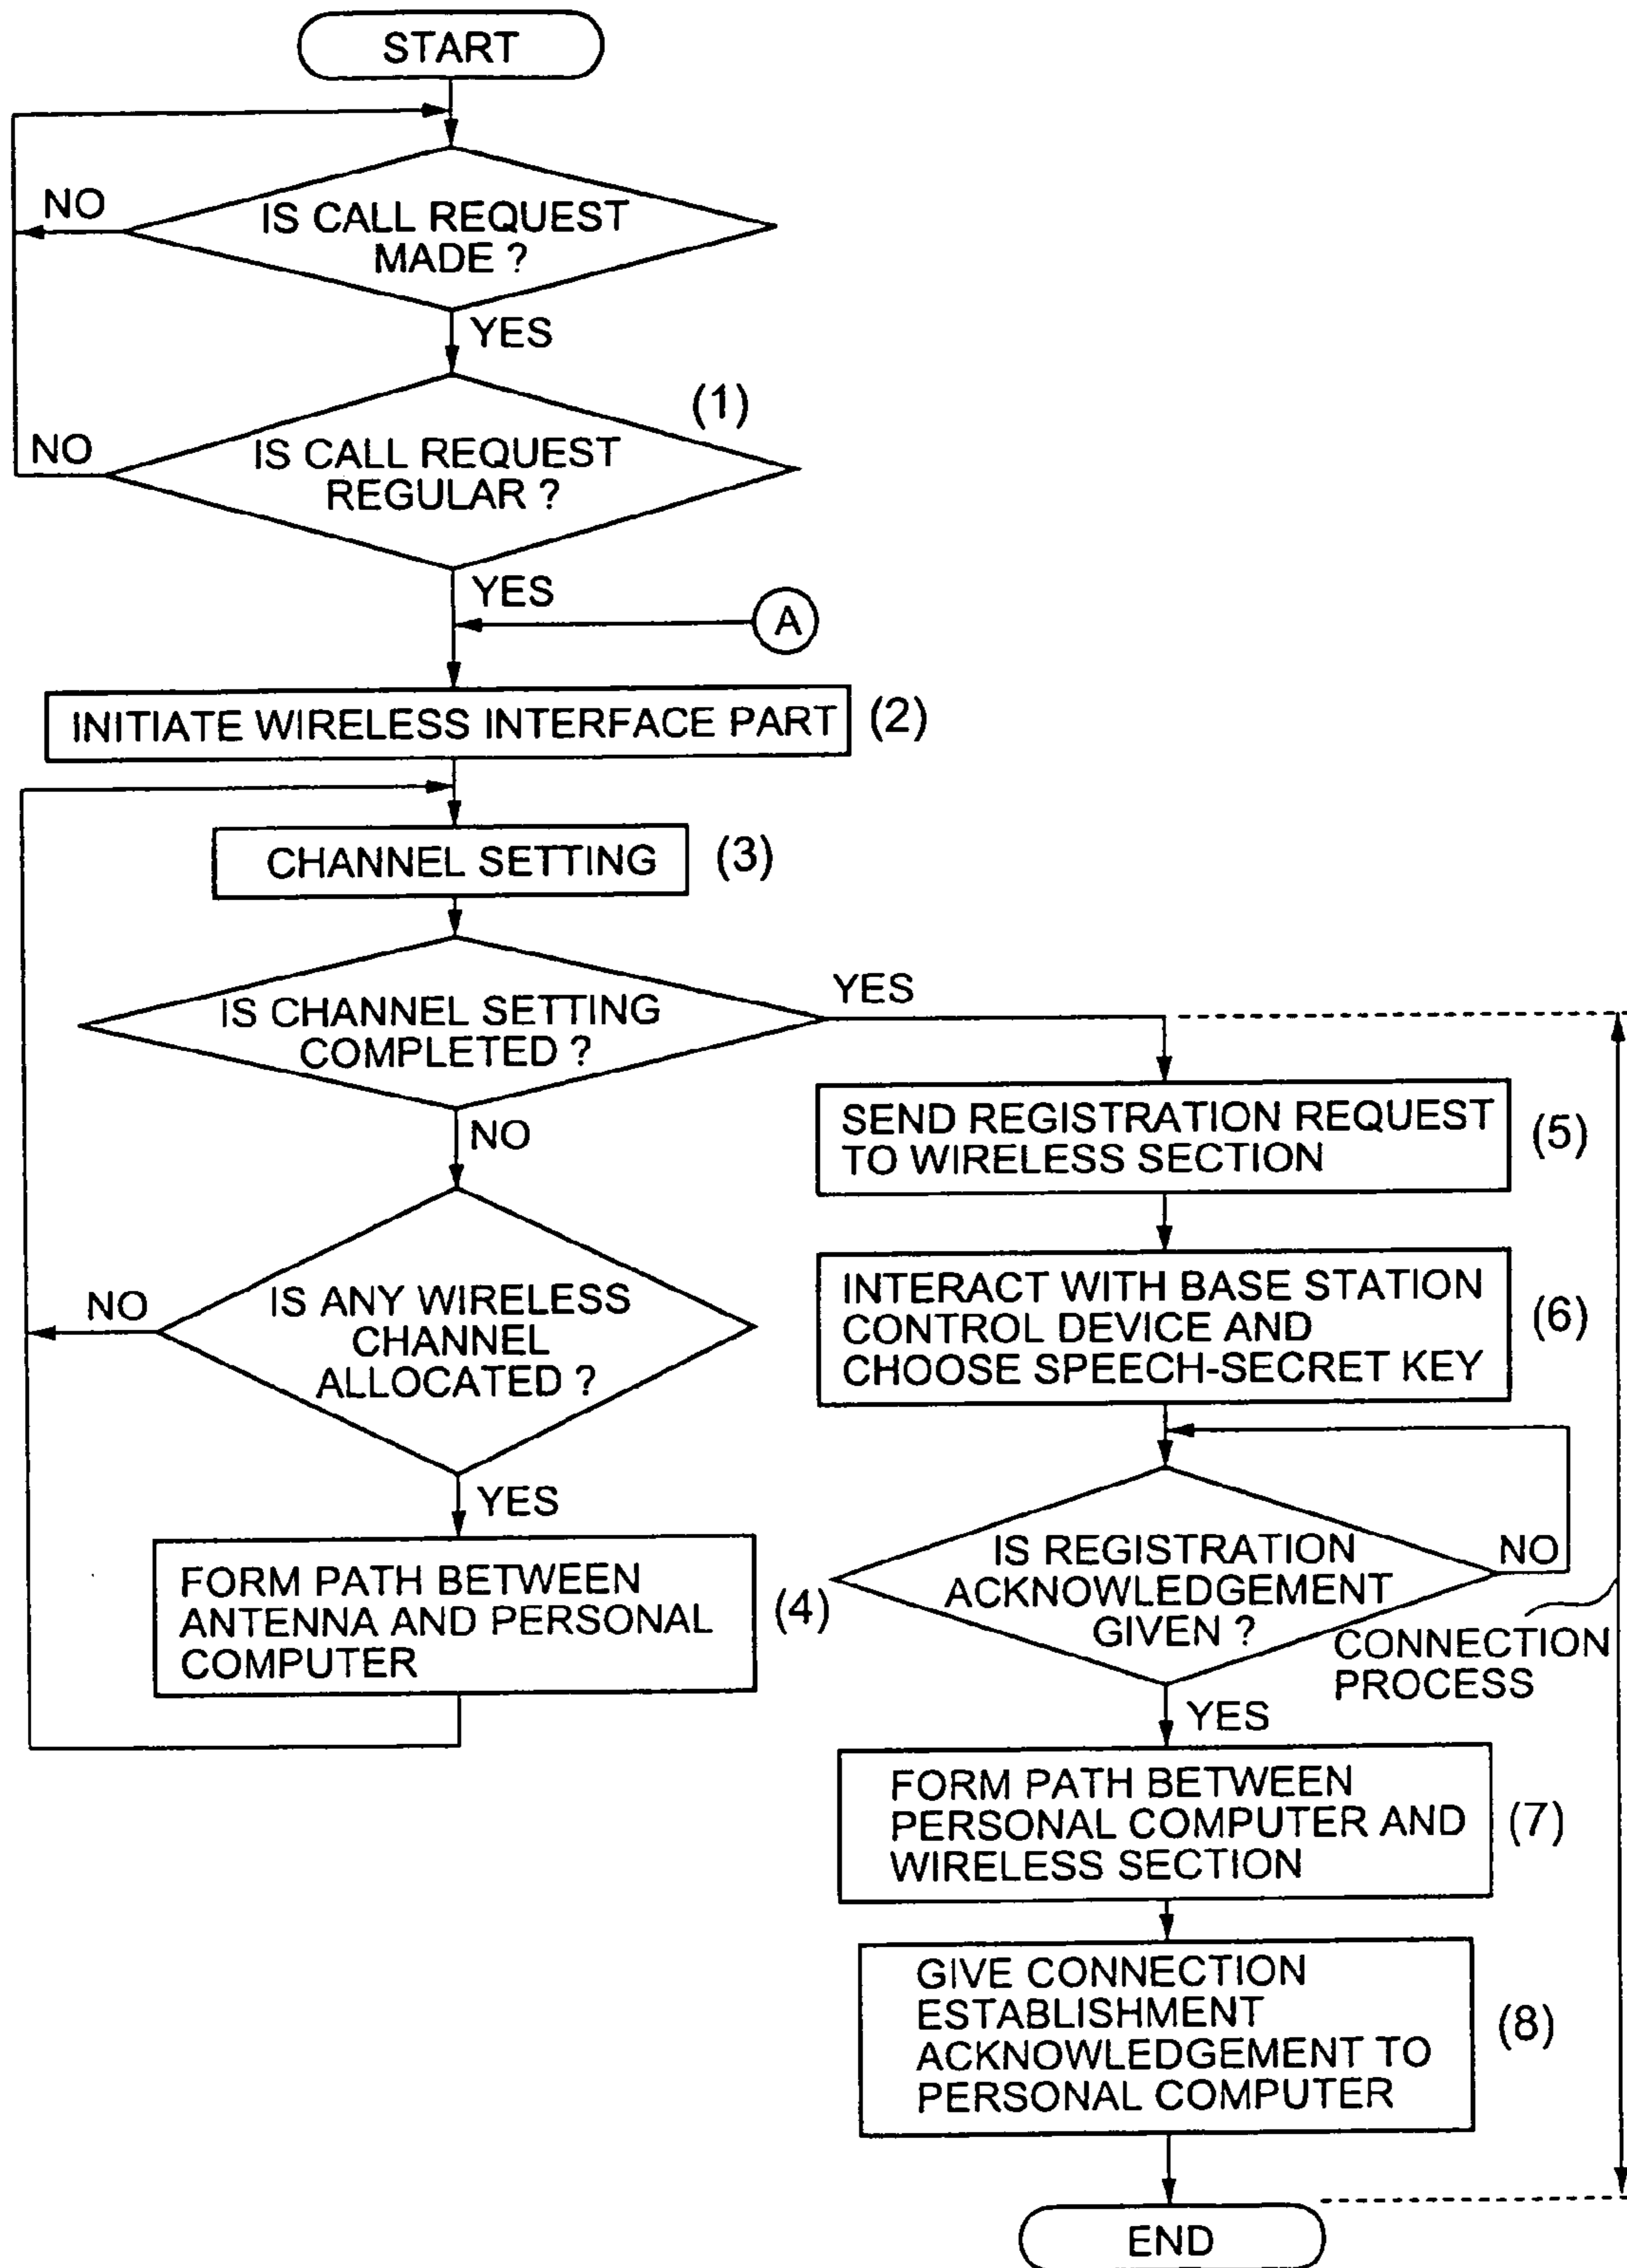 START
NO
IS CALL REQUEST
MADE ?
YES
(1)
NO
IS CALL REQUEST
REGULAR ?
YES
A
INITIATE WIRELESS INTERFACE PART
(2)
CHANNEL SETTING
(3)
IS CHANNEL SETTING
COMPLETED ?
YES
NO
NO
IS ANY WIRELESS
CHANNEL
ALLOCATED ?
YES
FORM PATH BETWEEN
ANTENNA AND PERSONAL
COMPUTER
(4)
SEND REGISTRATION REQUEST
TO WIRELESS SECTION
(5)
INTERACT WITH BASE STATION
CONTROL DEVICE AND
CHOOSE SPEECH-SECRET KEY
(6)
IS REGISTRATION
ACKNOWLEDGEMENT
GIVEN ?
NO
CONNECTION
PROCESS
YES
FORM PATH BETWEEN
PERSONAL COMPUTER AND
WIRELESS SECTION
(7)
GIVE CONNECTION
ESTABLISHMENT
ACKNOWLEDGEMENT TO
PERSONAL COMPUTER
(8)
END